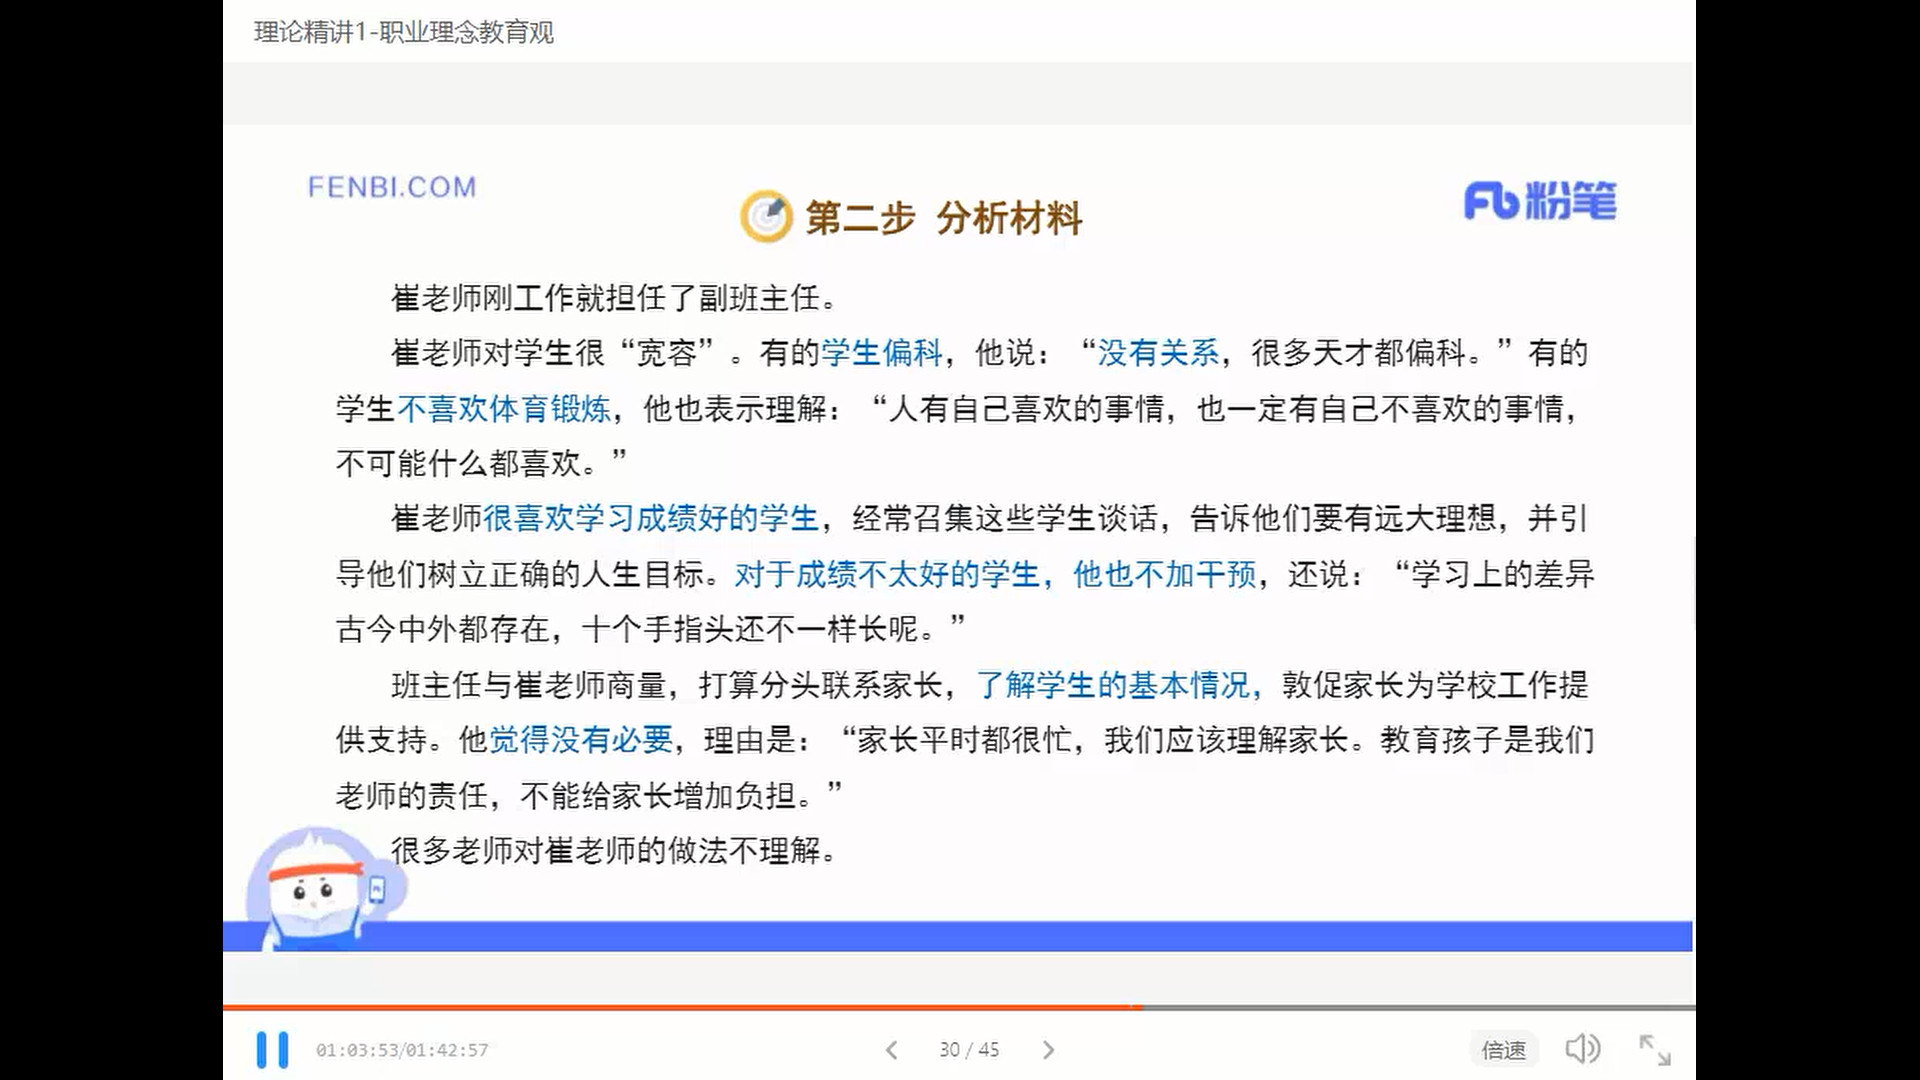 理论精讲1-职业理念教育观
FENBI.COM
粉笔
第二步 分析材料
崔老师刚工作就担任了副班主任。
崔老师对学生很“宽容”。有的学生偏科，他说：“没有关系，很多天才都偏科。”有的
学生不喜欢体育锻炼，他也表示理解：“人有自己喜欢的事情，也一定有自己不喜欢的事情，
不可能什么都喜欢。”
崔老师很喜欢学习成绩好的学生，经常召集这些学生谈话，告诉他们要有远大理想，并引
导他们树立正确的人生目标。对于成绩不太好的学生，他也不加干预，还说：“学习上的差异
古今中外都存在，十个手指头还不一样长呢。”
班主任与崔老师商量，打算分头联系家长，了解学生的基本情况，敦促家长为学校工作提
供支持。他觉得没有必要，理由是：“家长平时都很忙，我们应该理解家长。教育孩子是我们
老师的责任，不能给家长增加负担。”
很多老师对崔老师的做法不理解。
01:03:53/01:42:57
30 / 45
倍速